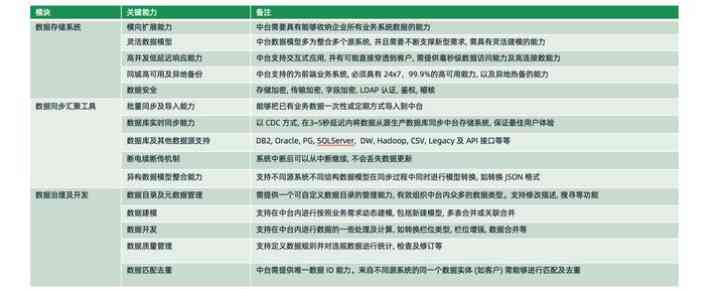 模块 关键能力 备注
数据存储系统 横向扩展能力 中台需要具有能够收纳企业所有业务系统数据的能力
灵活数据模型 中台数据模型多为整合多个源系统, 并且需要不断支撑新型需求, 需具有灵活建模的能力
高并发低延迟响应能力 中台支持交互式应用, 并有可能直接穿透到客户, 需提供毫秒级数据访问能力及高连接数能力
同城高可用及异地备份 中台支持的为前端业务系统, 必须具有 24x7, 99.9%的高可用能力, 以及异地热备的能力
数据安全 存储加密, 传输加密, 字段加密, LDAP 认证, 鉴权, 稽核
数据同步汇聚工具 批量同步及导入能力 能够把已有业务数据一次性或定期方式导入到中台
数据库实时同步能力 以 CDC 方式, 在3~5秒延迟内将数据从源生产数据库同步中台存储系统, 保证最佳用户体验
数据库及其他数据源支持 DB2, Oracle, PG, SQLServer, DW, Hadoop, CSV, Legacy 及 API 接口等等
断电续断传机制 系统中断后可以从中断继续, 不会丢失数据更新
异构数据模型整合能力 支持不同源系统不同结构数据模型在同步过程中同时进行模型转换, 如转换 JSON 格式
数据治理及开发 数据目录及元数据管理 需提供一个可自定义数据目录的管理能力, 有效组织中台内众多的数据类型。支持修改描述, 搜寻等功能
数据建模 支持在中台内进行按照业务需求动态建模, 包括新建模型, 多表合并或关联合并
数据开发 支持在中台内进行数据的一些处理及计算, 如转换栏位类型, 栏位增强, 数据合并等
数据质量管理 支持定义数据规则并对违规数据进行统计, 检查及修订等
数据匹配去重 中台需提供唯一数据 ID 能力。来自不同源系统的同一个数据实体 (如客户) 需能够进行匹配及去重